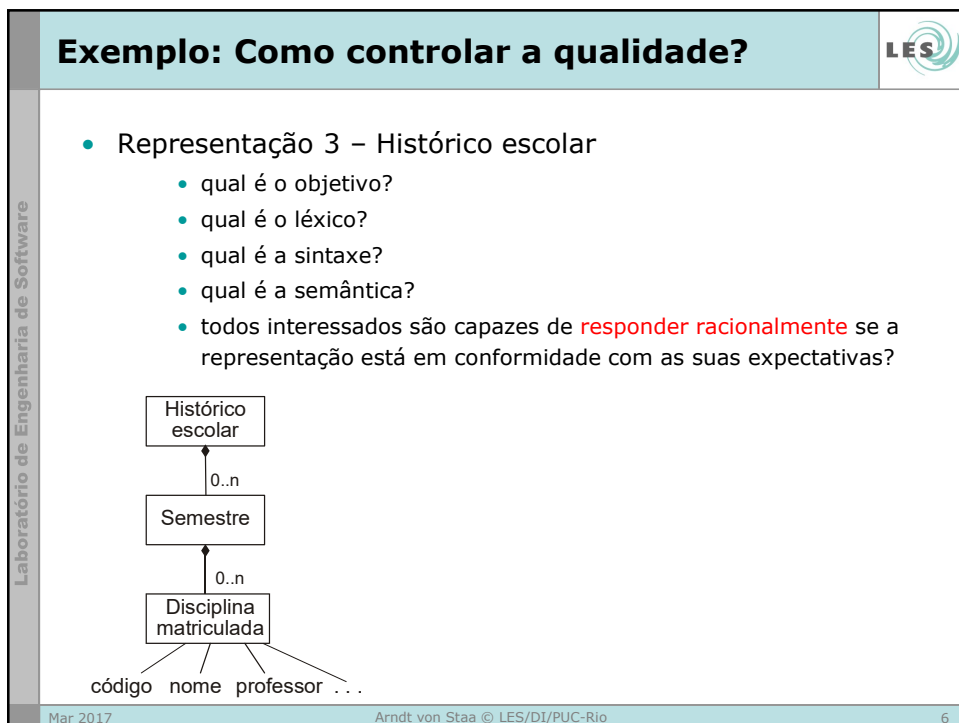 Exemplo: Como controlar a qualidade?
LES
Laboratório de Engenharia de Software
• Representação 3 – Histórico escolar
• qual é o objetivo?
• qual é o léxico?
• qual é a sintaxe?
• qual é a semântica?
• todos interessados são capazes de responder racionalmente se a
representação está em conformidade com as suas expectativas?
Histórico
escolar
0..n
Semestre
0..n
Disciplina
matriculada
código nome professor . . .
Mar 2017 Arndt von Staa © LES/DI/PUC-Rio 6